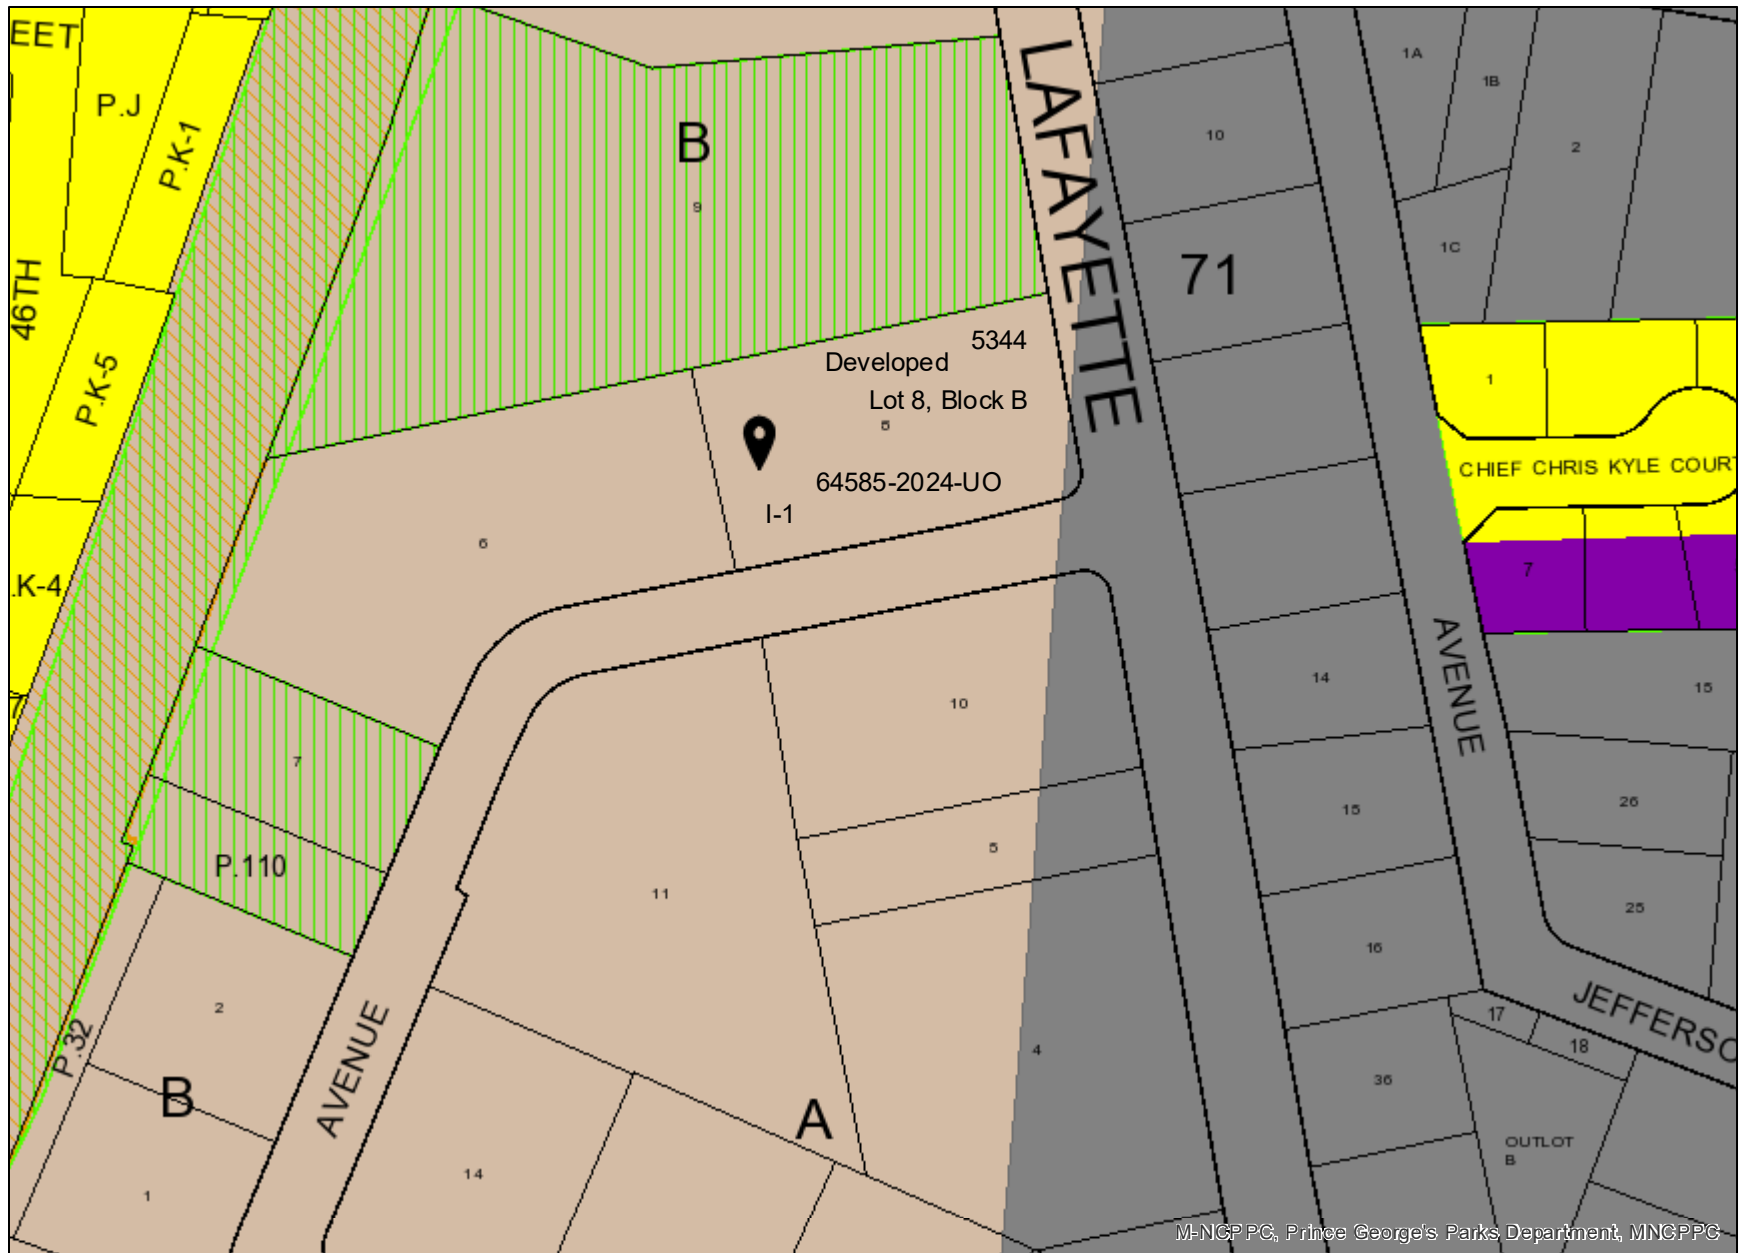 EET
P.J
P.K-1
46TH
P.K-5
.K-4
7
B
9
LAFAYETTE
10
71
1A
1B
2
1C
5344
Developed
Lot 8, Block B
8
64585-2024-UO
I-1
6
1
CHIEF CHRIS KYLE COURT
7
AVENUE
14
15
10
7
P.110
11
5
15
26
25
16
2
P.32
B
AVENUE
4
A
36
17
18
JEFFERSO
OUTLOT
B
1
14
M-NCPPC, Prince George's Parks Department, MNCPPC